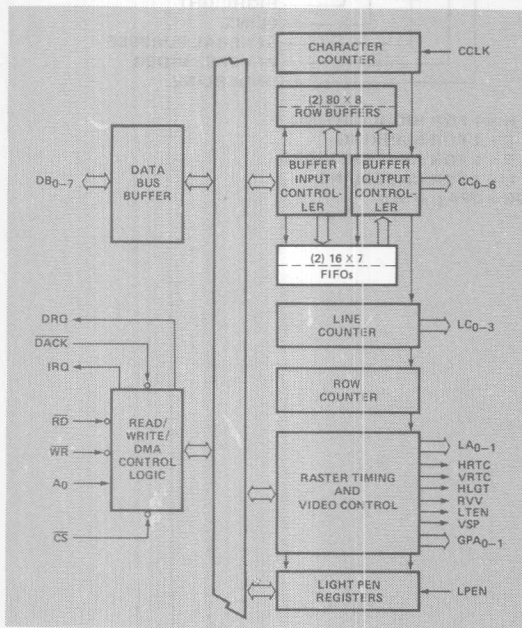 CHARACTER
COUNTER
CCLK
(2) 80 X 8
ROW BUFFERS
DB0–7
DATA
BUS
BUFFER
BUFFER
INPUT
CONTROL-
LER
BUFFER
OUTPUT
CONTROL-
LER
CC0–6
(2) 16 X 7
FIFOs
LINE
COUNTER
LC0–3
ROW
COUNTER
DRQ
DACK
IRQ
RD
WR
A0
CS
READ/
WRITE/
DMA
CONTROL
LOGIC
RASTER TIMING
AND
VIDEO CONTROL
LA0–1
HRTC
VRTC
HLGT
RVV
LTEN
VSP
GPA0–1
LIGHT PEN
REGISTERS
LPEN